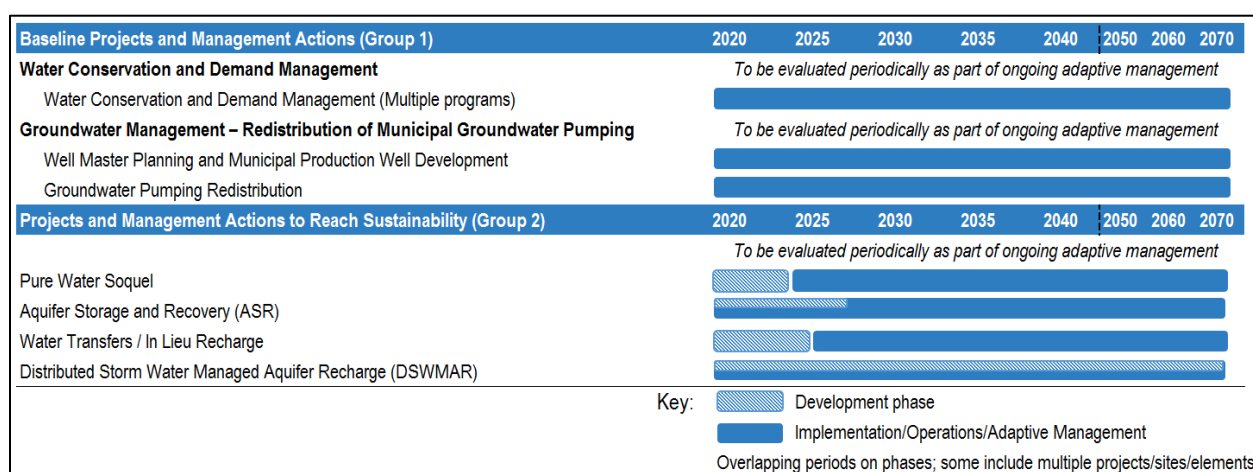 Baseline Projects and Management Actions (Group 1) 2020 2025 2030 2035 2040 2050 2060 2070
Water Conservation and Demand Management To be evaluated periodically as part of ongoing adaptive management
Water Conservation and Demand Management (Multiple programs)
Groundwater Management – Redistribution of Municipal Groundwater Pumping To be evaluated periodically as part of ongoing adaptive management
Well Master Planning and Municipal Production Well Development
Groundwater Pumping Redistribution
Projects and Management Actions to Reach Sustainability (Group 2) 2020 2025 2030 2035 2040 2050 2060 2070
To be evaluated periodically as part of ongoing adaptive management
Pure Water Soquel
Aquifer Storage and Recovery (ASR)
Water Transfers / In Lieu Recharge
Distributed Storm Water Managed Aquifer Recharge (DSWMAR)
Key: Development phase
Implementation/Operations/Adaptive Management
Overlapping periods on phases; some include multiple projects/sites/elements